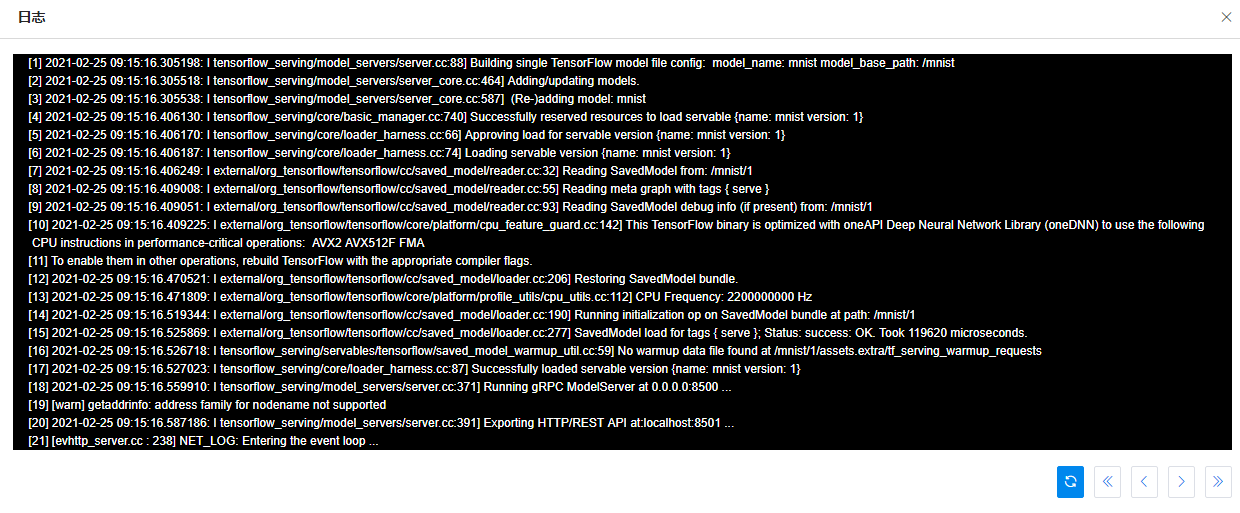 日志
[1] 2021-02-25 09:15:16.305198: I tensorflow_serving/model_servers/server.cc:88] Building single TensorFlow model file config:  model_name: mnist model_base_path: /mnist
[2] 2021-02-25 09:15:16.305518: I tensorflow_serving/model_servers/server_core.cc:464] Adding/updating models.
[3] 2021-02-25 09:15:16.305538: I tensorflow_serving/model_servers/server_core.cc:587]  (Re-)adding model: mnist
[4] 2021-02-25 09:15:16.406130: I tensorflow_serving/core/basic_manager.cc:740] Successfully reserved resources to load servable {name: mnist version: 1}
[5] 2021-02-25 09:15:16.406170: I tensorflow_serving/core/loader_harness.cc:66] Approving load for servable version {name: mnist version: 1}
[6] 2021-02-25 09:15:16.406187: I tensorflow_serving/core/loader_harness.cc:74] Loading servable version {name: mnist version: 1}
[7] 2021-02-25 09:15:16.406249: I external/org_tensorflow/tensorflow/cc/saved_model/reader.cc:32] Reading SavedModel from: /mnist/1
[8] 2021-02-25 09:15:16.409008: I external/org_tensorflow/tensorflow/cc/saved_model/reader.cc:55] Reading meta graph with tags { serve }
[9] 2021-02-25 09:15:16.409051: I external/org_tensorflow/tensorflow/cc/saved_model/reader.cc:93] Reading SavedModel debug info (if present) from: /mnist/1
[10] 2021-02-25 09:15:16.409225: I external/org_tensorflow/tensorflow/core/platform/cpu_feature_guard.cc:142] This TensorFlow binary is optimized with oneAPI Deep Neural Network Library (oneDNN) to use the following
CPU instructions in performance-critical operations:  AVX2 AVX512F FMA
[11] To enable them in other operations, rebuild TensorFlow with the appropriate compiler flags.
[12] 2021-02-25 09:15:16.470521: I external/org_tensorflow/tensorflow/cc/saved_model/loader.cc:206] Restoring SavedModel bundle.
[13] 2021-02-25 09:15:16.471809: I external/org_tensorflow/tensorflow/core/platform/profile_utils/cpu_utils.cc:112] CPU Frequency: 2200000000 Hz
[14] 2021-02-25 09:15:16.519344: I external/org_tensorflow/tensorflow/cc/saved_model/loader.cc:190] Running initialization op on SavedModel bundle at path: /mnist/1
[15] 2021-02-25 09:15:16.525869: I external/org_tensorflow/tensorflow/cc/saved_model/loader.cc:277] SavedModel load for tags { serve }; Status: success: OK. Took 119620 microseconds.
[16] 2021-02-25 09:15:16.526718: I tensorflow_serving/servables/tensorflow/saved_model_warmup_util.cc:59] No warmup data file found at /mnist/1/assets.extra/tf_serving_warmup_requests
[17] 2021-02-25 09:15:16.527023: I tensorflow_serving/core/loader_harness.cc:87] Successfully loaded servable version {name: mnist version: 1}
[18] 2021-02-25 09:15:16.559910: I tensorflow_serving/model_servers/server.cc:371] Running gRPC ModelServer at 0.0.0.0:8500 ...
[19] [warn] getaddrinfo: address family for nodename not supported
[20] 2021-02-25 09:15:16.587186: I tensorflow_serving/model_servers/server.cc:391] Exporting HTTP/REST API at:localhost:8501 ...
[21] [evhttp_server.cc : 238] NET_LOG: Entering the event loop ...